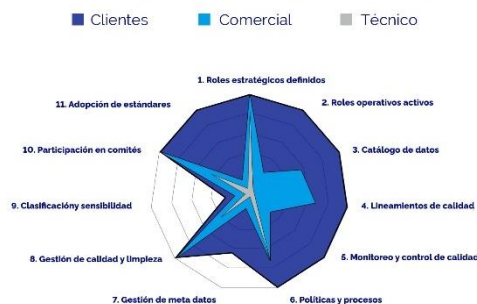 Clientes Comercial Técnico
1. Roles estratégicos definidos
2. Roles operativos activos
3. Catálogo de datos
4. Lineamientos de calidad
5. Monitoreo y control de calidad
6. Políticas y procesos
7. Gestión de meta datos
8. Gestión de calidad y limpieza
9. Clasificacióny sensibilidad
10. Participación en comités
11. Adopción de estándares